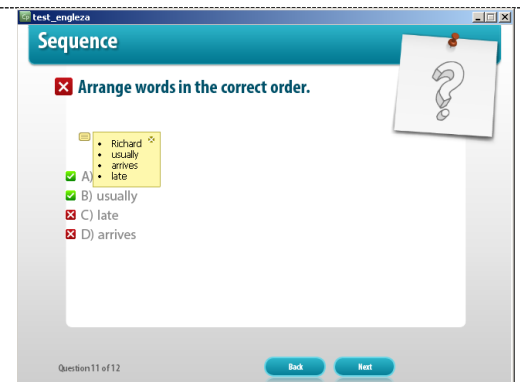 test_engleza
Sequence
Arrange words in the correct order.
• Richard
• usually
• arrives
• late
A)
B) usually
C) late
D) arrives
Question 11 of 12
Back
Next